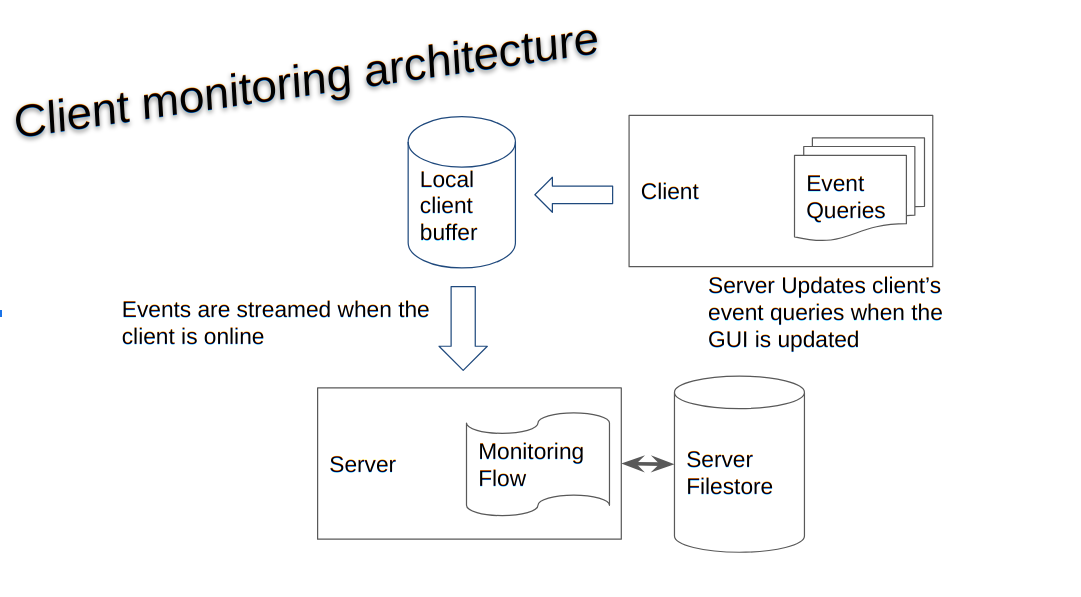 Client monitoring architecture
Local
client
buffer
Client
Event
Queries
Events are streamed when the
client is online
Server Updates client’s
event queries when the
GUI is updated
Server
Monitoring
Flow
Server
Filestore